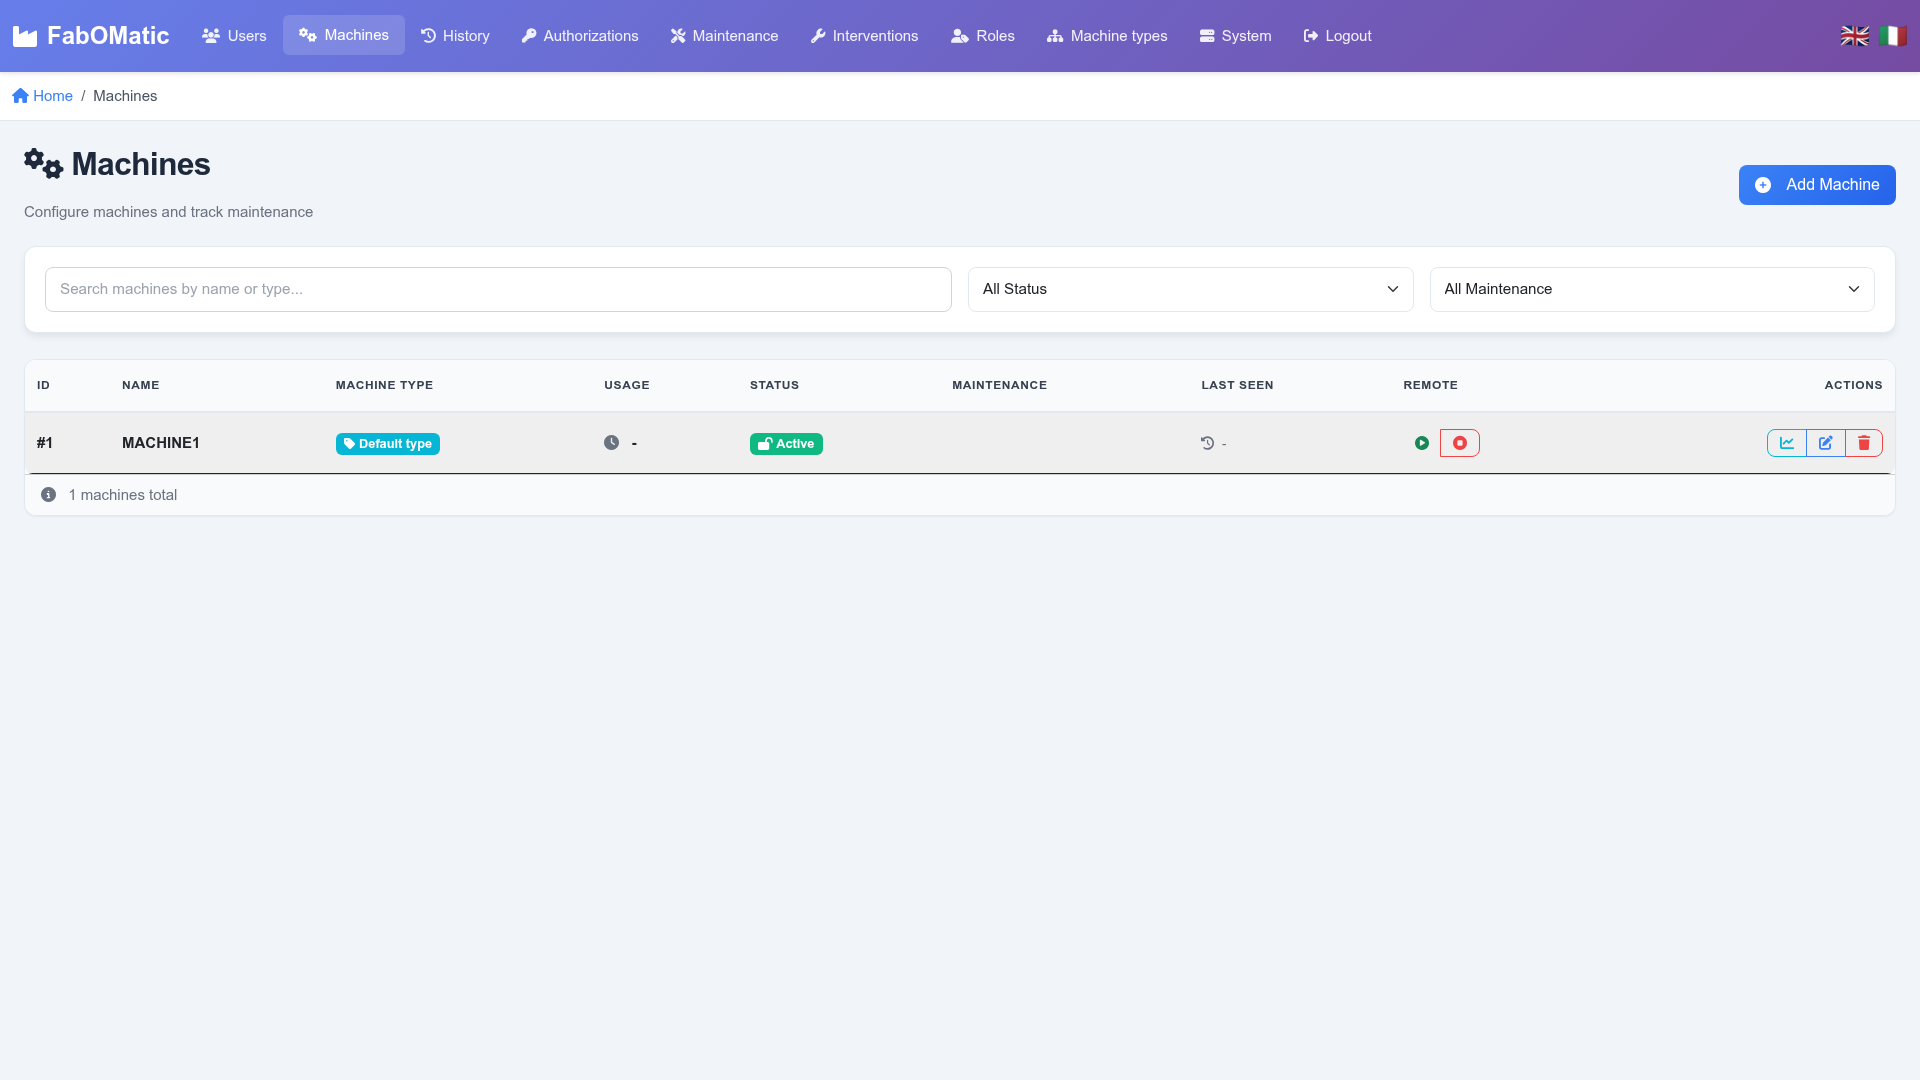 FabOMatic
Users
Machines
History
Authorizations
Maintenance
Interventions
Roles
Machine types
System
Logout
Home / Machines
Machines
Configure machines and track maintenance
Add Machine
Search machines by name or type...
All Status
All Maintenance
ID NAME MACHINE TYPE USAGE STATUS MAINTENANCE LAST SEEN REMOTE ACTIONS
#1 MACHINE1 Default type - Active -
1 machines total